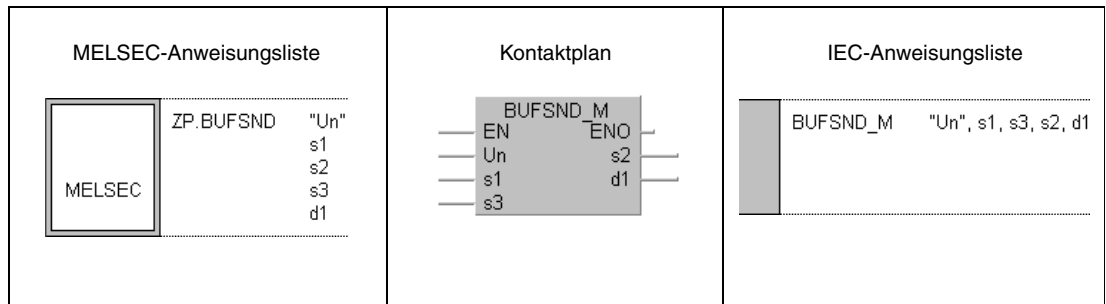 MELSEC-Anweisungsliste
MELSEC
ZP.BUFSND "Un"
s1
s2
s3
d1
Kontaktplan
BUFSND_M
EN ENO
Un s2
s1 d1
s3
IEC-Anweisungsliste
BUFSND_M "Un", s1, s3, s2, d1